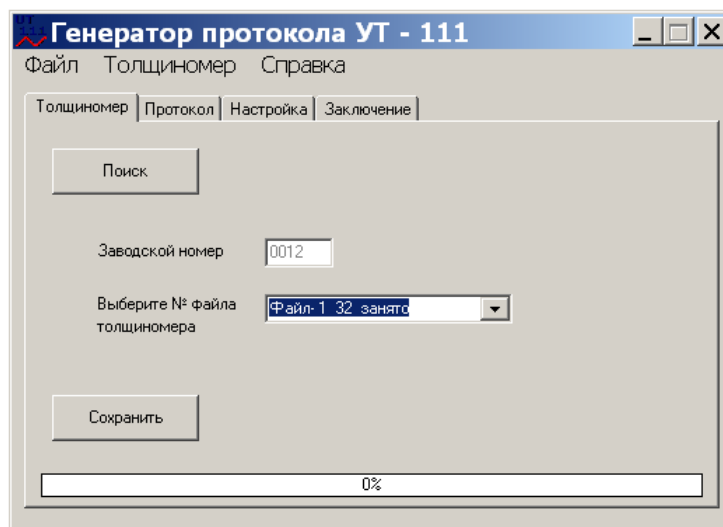 UT
111
Генератор протокола УТ - 111
Файл Толщиномер Справка
Толщиномер Протокол Настройка Заключение
Поиск
Заводской номер 0012
Выберите № файла
толщиномера
Файл-1 32 занято
Сохранить
0%